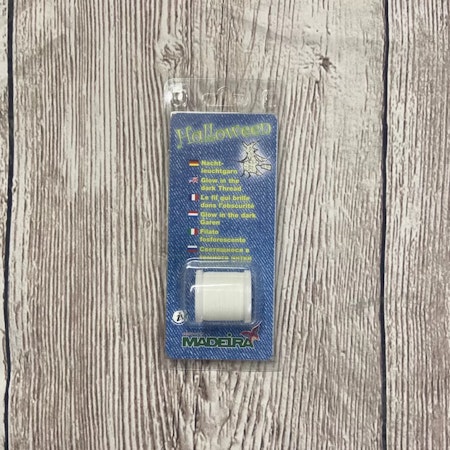 Halloween
Nacht-
leuchtgarn
Glow in the
dark Thread
Le fil qui brille
dans l'obscurité
Glow in the dark
Garen
Filato
fosforescente
MADEIRA